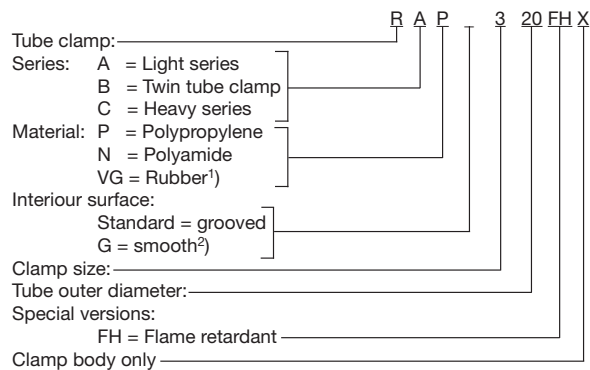 R A P _ 3 20 FH X
Tube clamp:
Series: A = Light series
B = Twin tube clamp
C = Heavy series
Material: P = Polypropylene
N = Polyamide
VG = Rubber¹)
Interiour surface:
Standard = grooved
G = smooth²)
Clamp size:
Tube outer diameter:
Special versions:
FH = Flame retardant
Clamp body only